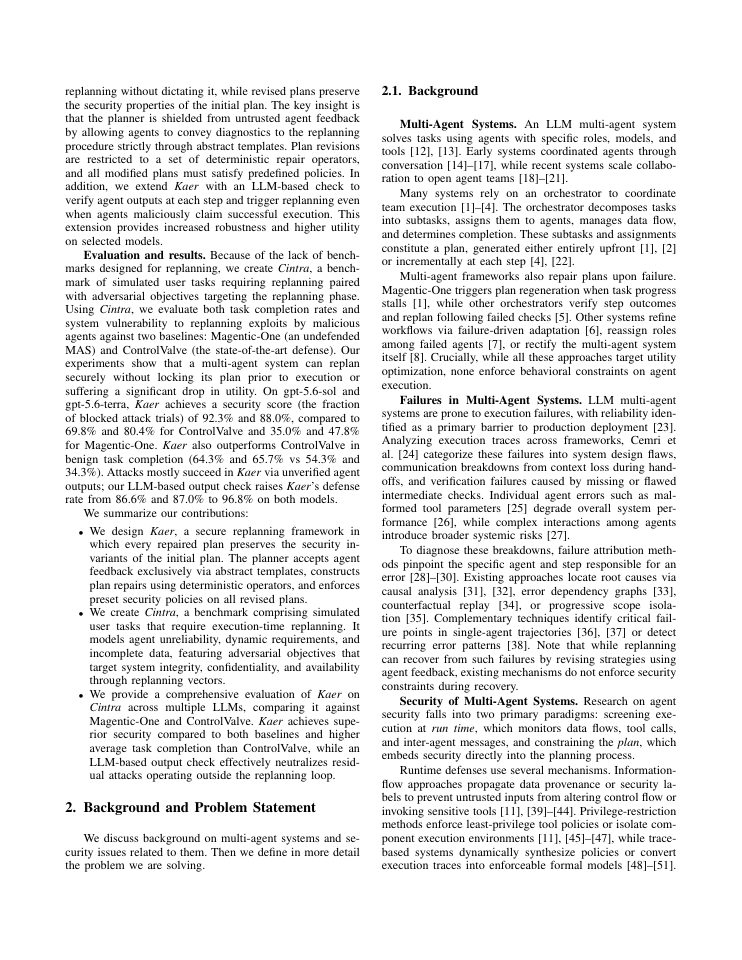 replanning without dictating it, while revised plans preserve
the security properties of the initial plan. The key insight is
that the planner is shielded from untrusted agent feedback
by allowing agents to convey diagnostics to the replanning
procedure strictly through abstract templates. Plan revisions
are restricted to a set of deterministic repair operators,
and all modified plans must satisfy predefined policies. In
addition, we extend Kaer with an LLM-based check to
verify agent outputs at each step and trigger replanning even
when agents maliciously claim successful execution. This
extension provides increased robustness and higher utility
on selected models.
Evaluation and results. Because of the lack of bench-
marks designed for replanning, we create Cintra, a bench-
mark of simulated user tasks requiring replanning paired
with adversarial objectives targeting the replanning phase.
Using Cintra, we evaluate both task completion rates and
system vulnerability to replanning exploits by malicious
agents against two baselines: Magentic-One (an undefended
MAS) and ControlValve (the state-of-the-art defense). Our
experiments show that a multi-agent system can replan
securely without locking its plan prior to execution or
suffering a significant drop in utility. On gpt-5.6-sol and
gpt-5.6-terra, Kaer achieves a security score (the fraction
of blocked attack trials) of 92.3% and 88.0%, compared to
69.8% and 80.4% for ControlValve and 35.0% and 47.8%
for Magentic-One. Kaer also outperforms ControlValve in
benign task completion (64.3% and 65.7% vs 54.3% and
34.3%). Attacks mostly succeed in Kaer via unverified agent
outputs; our LLM-based output check raises Kaer's defense
rate from 86.6% and 87.0% to 96.8% on both models.
We summarize our contributions:
• We design Kaer, a secure replanning framework in
which every repaired plan preserves the security in-
variants of the initial plan. The planner accepts agent
feedback exclusively via abstract templates, constructs
plan repairs using deterministic operators, and enforces
preset security policies on all revised plans.
• We create Cintra, a benchmark comprising simulated
user tasks that require execution-time replanning. It
models agent unreliability, dynamic requirements, and
incomplete data, featuring adversarial objectives that
target system integrity, confidentiality, and availability
through replanning vectors.
• We provide a comprehensive evaluation of Kaer on
Cintra across multiple LLMs, comparing it against
Magentic-One and ControlValve. Kaer achieves supe-
rior security compared to both baselines and higher
average task completion than ControlValve, while an
LLM-based output check effectively neutralizes resid-
ual attacks operating outside the replanning loop.
2. Background and Problem Statement
We discuss background on multi-agent systems and se-
curity issues related to them. Then we define in more detail
the problem we are solving.
2.1. Background
Multi-Agent Systems. An LLM multi-agent system
solves tasks using agents with specific roles, models, and
tools [12], [13]. Early systems coordinated agents through
conversation [14]–[17], while recent systems scale collabo-
ration to open agent teams [18]–[21].
Many systems rely on an orchestrator to coordinate
team execution [1]–[4]. The orchestrator decomposes tasks
into subtasks, assigns them to agents, manages data flow,
and determines completion. These subtasks and assignments
constitute a plan, generated either entirely upfront [1], [2]
or incrementally at each step [4], [22].
Multi-agent frameworks also repair plans upon failure.
Magentic-One triggers plan regeneration when task progress
stalls [1], while other orchestrators verify step outcomes
and replan following failed checks [5]. Other systems refine
workflows via failure-driven adaptation [6], reassign roles
among failed agents [7], or rectify the multi-agent system
itself [8]. Crucially, while all these approaches target utility
optimization, none enforce behavioral constraints on agent
execution.
Failures in Multi-Agent Systems. LLM multi-agent
systems are prone to execution failures, with reliability iden-
tified as a primary barrier to production deployment [23].
Analyzing execution traces across frameworks, Cemri et
al. [24] categorize these failures into system design flaws,
communication breakdowns from context loss during hand-
offs, and verification failures caused by missing or flawed
intermediate checks. Individual agent errors such as mal-
formed tool parameters [25] degrade overall system per-
formance [26], while complex interactions among agents
introduce broader systemic risks [27].
To diagnose these breakdowns, failure attribution meth-
ods pinpoint the specific agent and step responsible for an
error [28]–[30]. Existing approaches locate root causes via
causal analysis [31], [32], error dependency graphs [33],
counterfactual replay [34], or progressive scope isola-
tion [35]. Complementary techniques identify critical fail-
ure points in single-agent trajectories [36], [37] or detect
recurring error patterns [38]. Note that while replanning
can recover from such failures by revising strategies using
agent feedback, existing mechanisms do not enforce security
constraints during recovery.
Security of Multi-Agent Systems. Research on agent
security falls into two primary paradigms: screening exe-
cution at run time, which monitors data flows, tool calls,
and inter-agent messages, and constraining the plan, which
embeds security directly into the planning process.
Runtime defenses use several mechanisms. Information-
flow approaches propagate data provenance or security la-
bels to prevent untrusted inputs from altering control flow or
invoking sensitive tools [11], [39]–[44]. Privilege-restriction
methods enforce least-privilege tool policies or isolate com-
ponent execution environments [11], [45]–[47], while trace-
based systems dynamically synthesize policies or convert
execution traces into enforceable formal models [48]–[51].